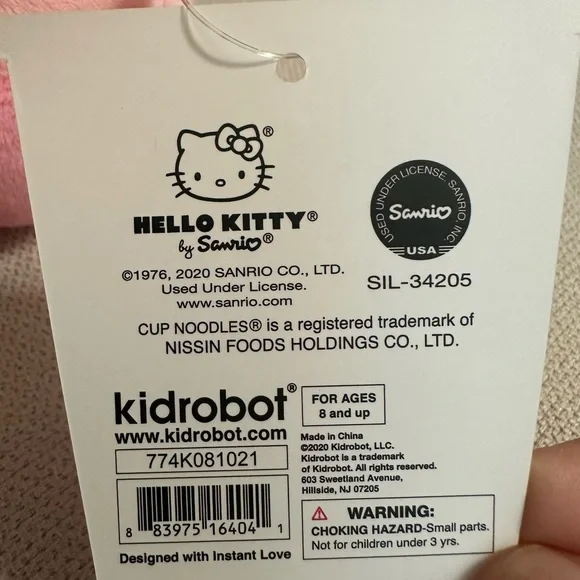 ®
HELLO KITTY®
by Sanrio®
©1976, 2020 SANRIO CO., LTD.
Used Under License.
www.sanrio.com
USED UNDER LICENSE. SANRIO, INC.
Sanrio
USA
SIL-34205
CUP NOODLES® is a registered trademark of
NISSIN FOODS HOLDINGS CO., LTD.
kidrobot®
www.kidrobot.com
774K081021
8 83975 16404 1
Designed with Instant Love
FOR AGES
8 and up
Made in China
©2020 Kidrobot, LLC.
Kidrobot is a trademark
of Kidrobot. All rights reserved.
603 Sweetland Avenue,
Hillside, NJ 07205
WARNING:
CHOKING HAZARD-Small parts.
Not for children under 3 yrs.